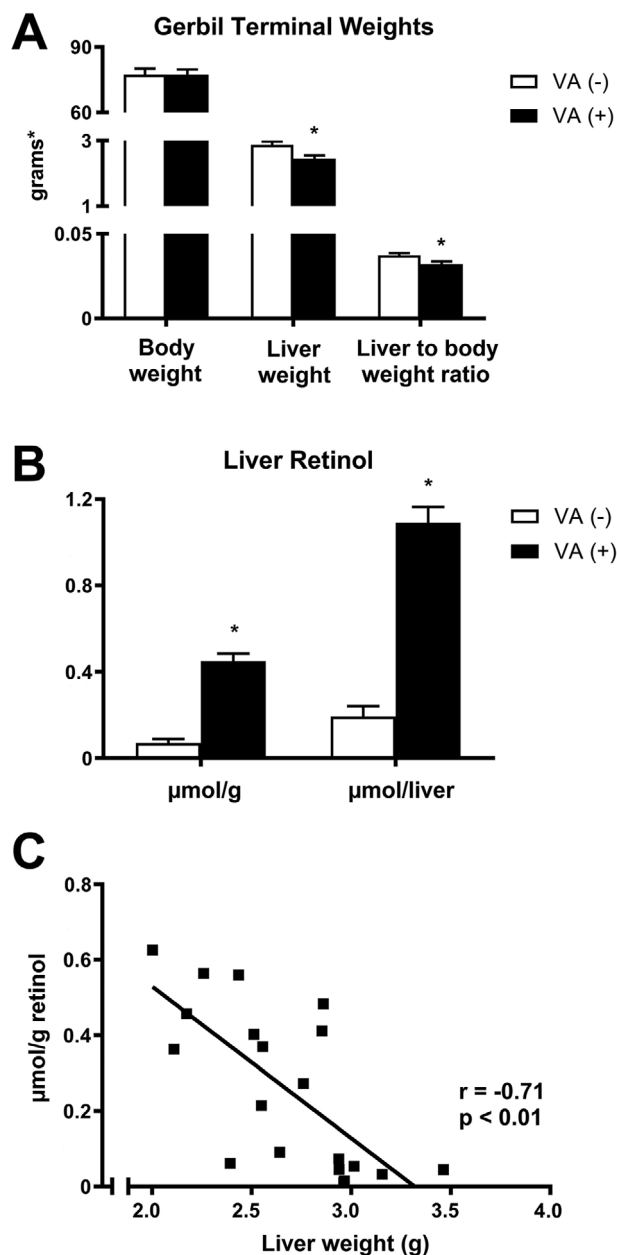 A
Gerbil Terminal Weights
90
60
3
1
0.05
0
grams*
*
*
VA (-)
VA (+)
Body weight
Liver weight
Liver to body weight ratio
B
Liver Retinol
1.2
0.8
0.4
0
*
*
VA (-)
VA (+)
µmol/g
µmol/liver
C
0.8
0.6
0.4
0.2
0
µmol/g retinol
r = -0.71
p < 0.01
2.0 2.5 3.0 3.5 4.0
Liver weight (g)